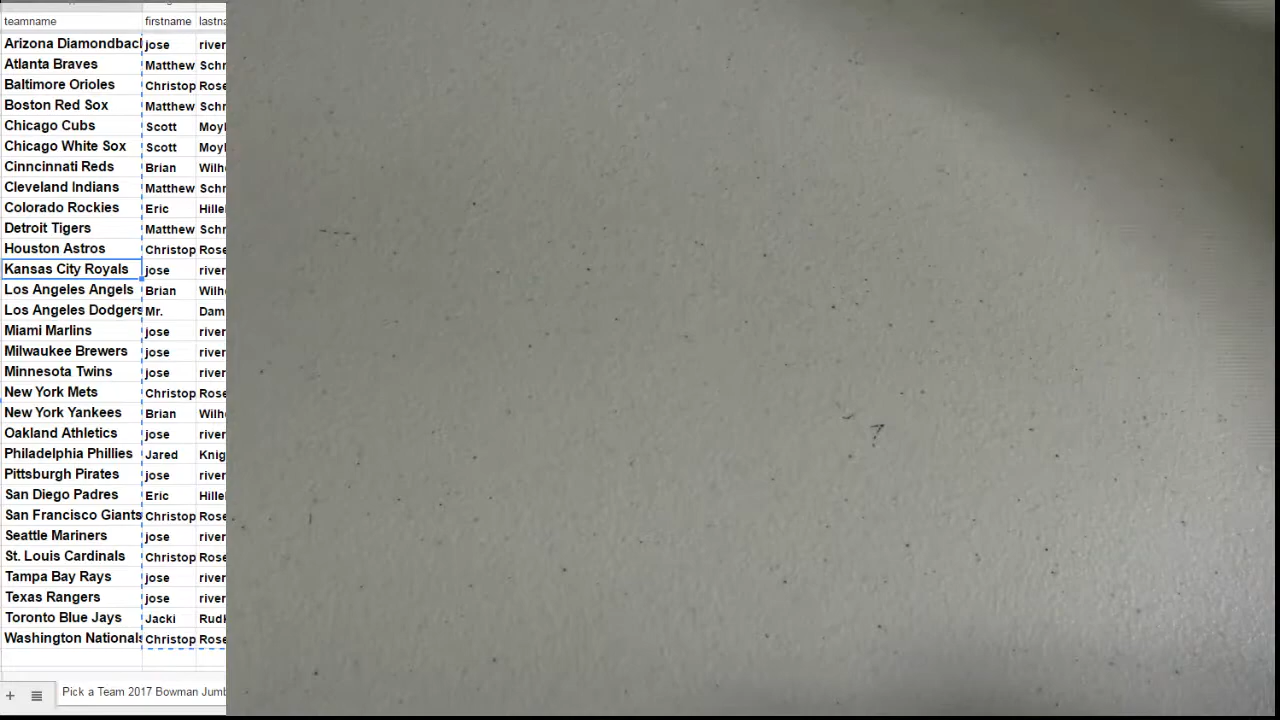 teamname firstname lastna
Arizona Diamondback jose river
Atlanta Braves Matthew Schr
Baltimore Orioles Christop Rose
Boston Red Sox Matthew Schr
Chicago Cubs Scott Moyl
Chicago White Sox Scott Moyl
Cinncinnati Reds Brian Wilh
Cleveland Indians Matthew Schr
Colorado Rockies Eric Hillel
Detroit Tigers Matthew Schr
Houston Astros Christop Rose
Kansas City Royals jose river
Los Angeles Angels Brian Wilh
Los Angeles Dodgers Mr. Dam
Miami Marlins jose river
Milwaukee Brewers jose river
Minnesota Twins jose river
New York Mets Christop Rose
New York Yankees Brian Wilh
Oakland Athletics jose river
Philadelphia Phillies Jared Knig
Pittsburgh Pirates jose river
San Diego Padres Eric Hillel
San Francisco Giants Christop Rose
Seattle Mariners jose river
St. Louis Cardinals Christop Rose
Tampa Bay Rays jose river
Texas Rangers jose river
Toronto Blue Jays Jacki Rudk
Washington Nationals Christop Rose
Pick a Team 2017 Bowman Jumb